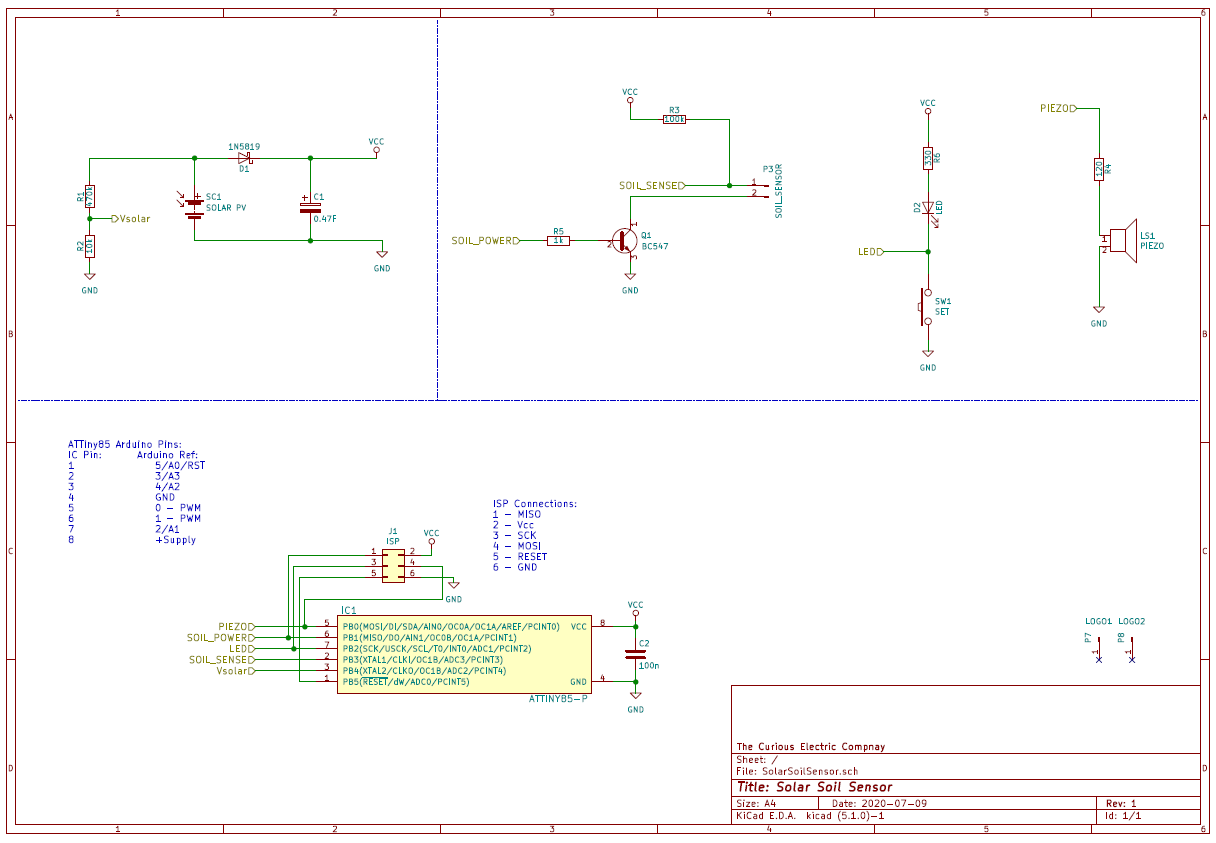 1 2 3 4 5 6
A
B
C
D
1N5819
D1
VCC
R1
470k
SC1
SOLAR PV
C1
0.47F
Vsolar
R2
10k
GND
GND
VCC
R3
100k
P3
SOIL_SENSOR
SOIL_SENSE
1
2
SOIL_POWER
R5
1k
1
2
3
Q1
BC547
GND
VCC
330
R6
D2
LED
LED
SW1
SET
GND
PIEZO
120
R4
1
2
LS1
PIEZO
GND
ATTiny85 Arduino Pins:
IC Pin: Arduino Ref:
1 5/A0/RST
2 3/A3
3 4/A2
4 GND
5 0 - PWM
6 1 - PWM
7 2/A1
8 +Supply
ISP Connections:
1 - MISO
2 - Vcc
3 - SCK
4 - MOSI
5 - RESET
6 - GND
J1
ISP
VCC
1 2
3 4
5 6
GND
IC1
PIEZO 5 PB0(MOSI/DI/SDA/AIN0/OC0A/OC1A/AREF/PCINT0) VCC 8
SOIL_POWER 6 PB1(MISO/DO/AIN1/OC0B/OC1A/PCINT1)
LED 7 PB2(SCK/USCK/SCL/T0/INT0/ADC1/PCINT2)
SOIL_SENSE 2 PB3(XTAL1/CLKI/OC1B/ADC3/PCINT3)
Vsolar 3 PB4(XTAL2/CLKO/OC1B/ADC2/PCINT4)
1 PB5(RESET/dW/ADC0/PCINT5) GND 4
ATTINY85-P
VCC
C2
100n
GND
LOGO1 LOGO2
P7 P8
1 1
The Curious Electric Compnay
Sheet: /
File: SolarSoilSensor.sch
Title: Solar Soil Sensor
Size: A4 Date: 2020-07-09 Rev: 1
KiCad E.D.A. kicad (5.1.0)-1 Id: 1/1
A
B
C
D
1 2 3 4 5 6